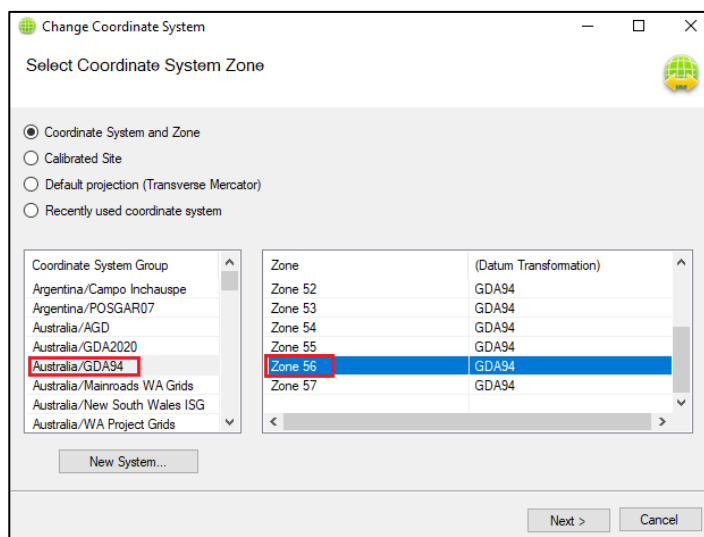 Change Coordinate System
Select Coordinate System Zone
Coordinate System and Zone
Calibrated Site
Default projection (Transverse Mercator)
Recently used coordinate system
Coordinate System Group
Argentina/Campo Inchauspe
Argentina/POSGAR07
Australia/AGD
Australia/GDA2020
Australia/GDA94
Australia/Mainroads WA Grids
Australia/New South Wales ISG
Australia/WA Project Grids
Zone (Datum Transformation)
Zone 52 GDA94
Zone 53 GDA94
Zone 54 GDA94
Zone 55 GDA94
Zone 56 GDA94
Zone 57 GDA94
New System...
Next > Cancel